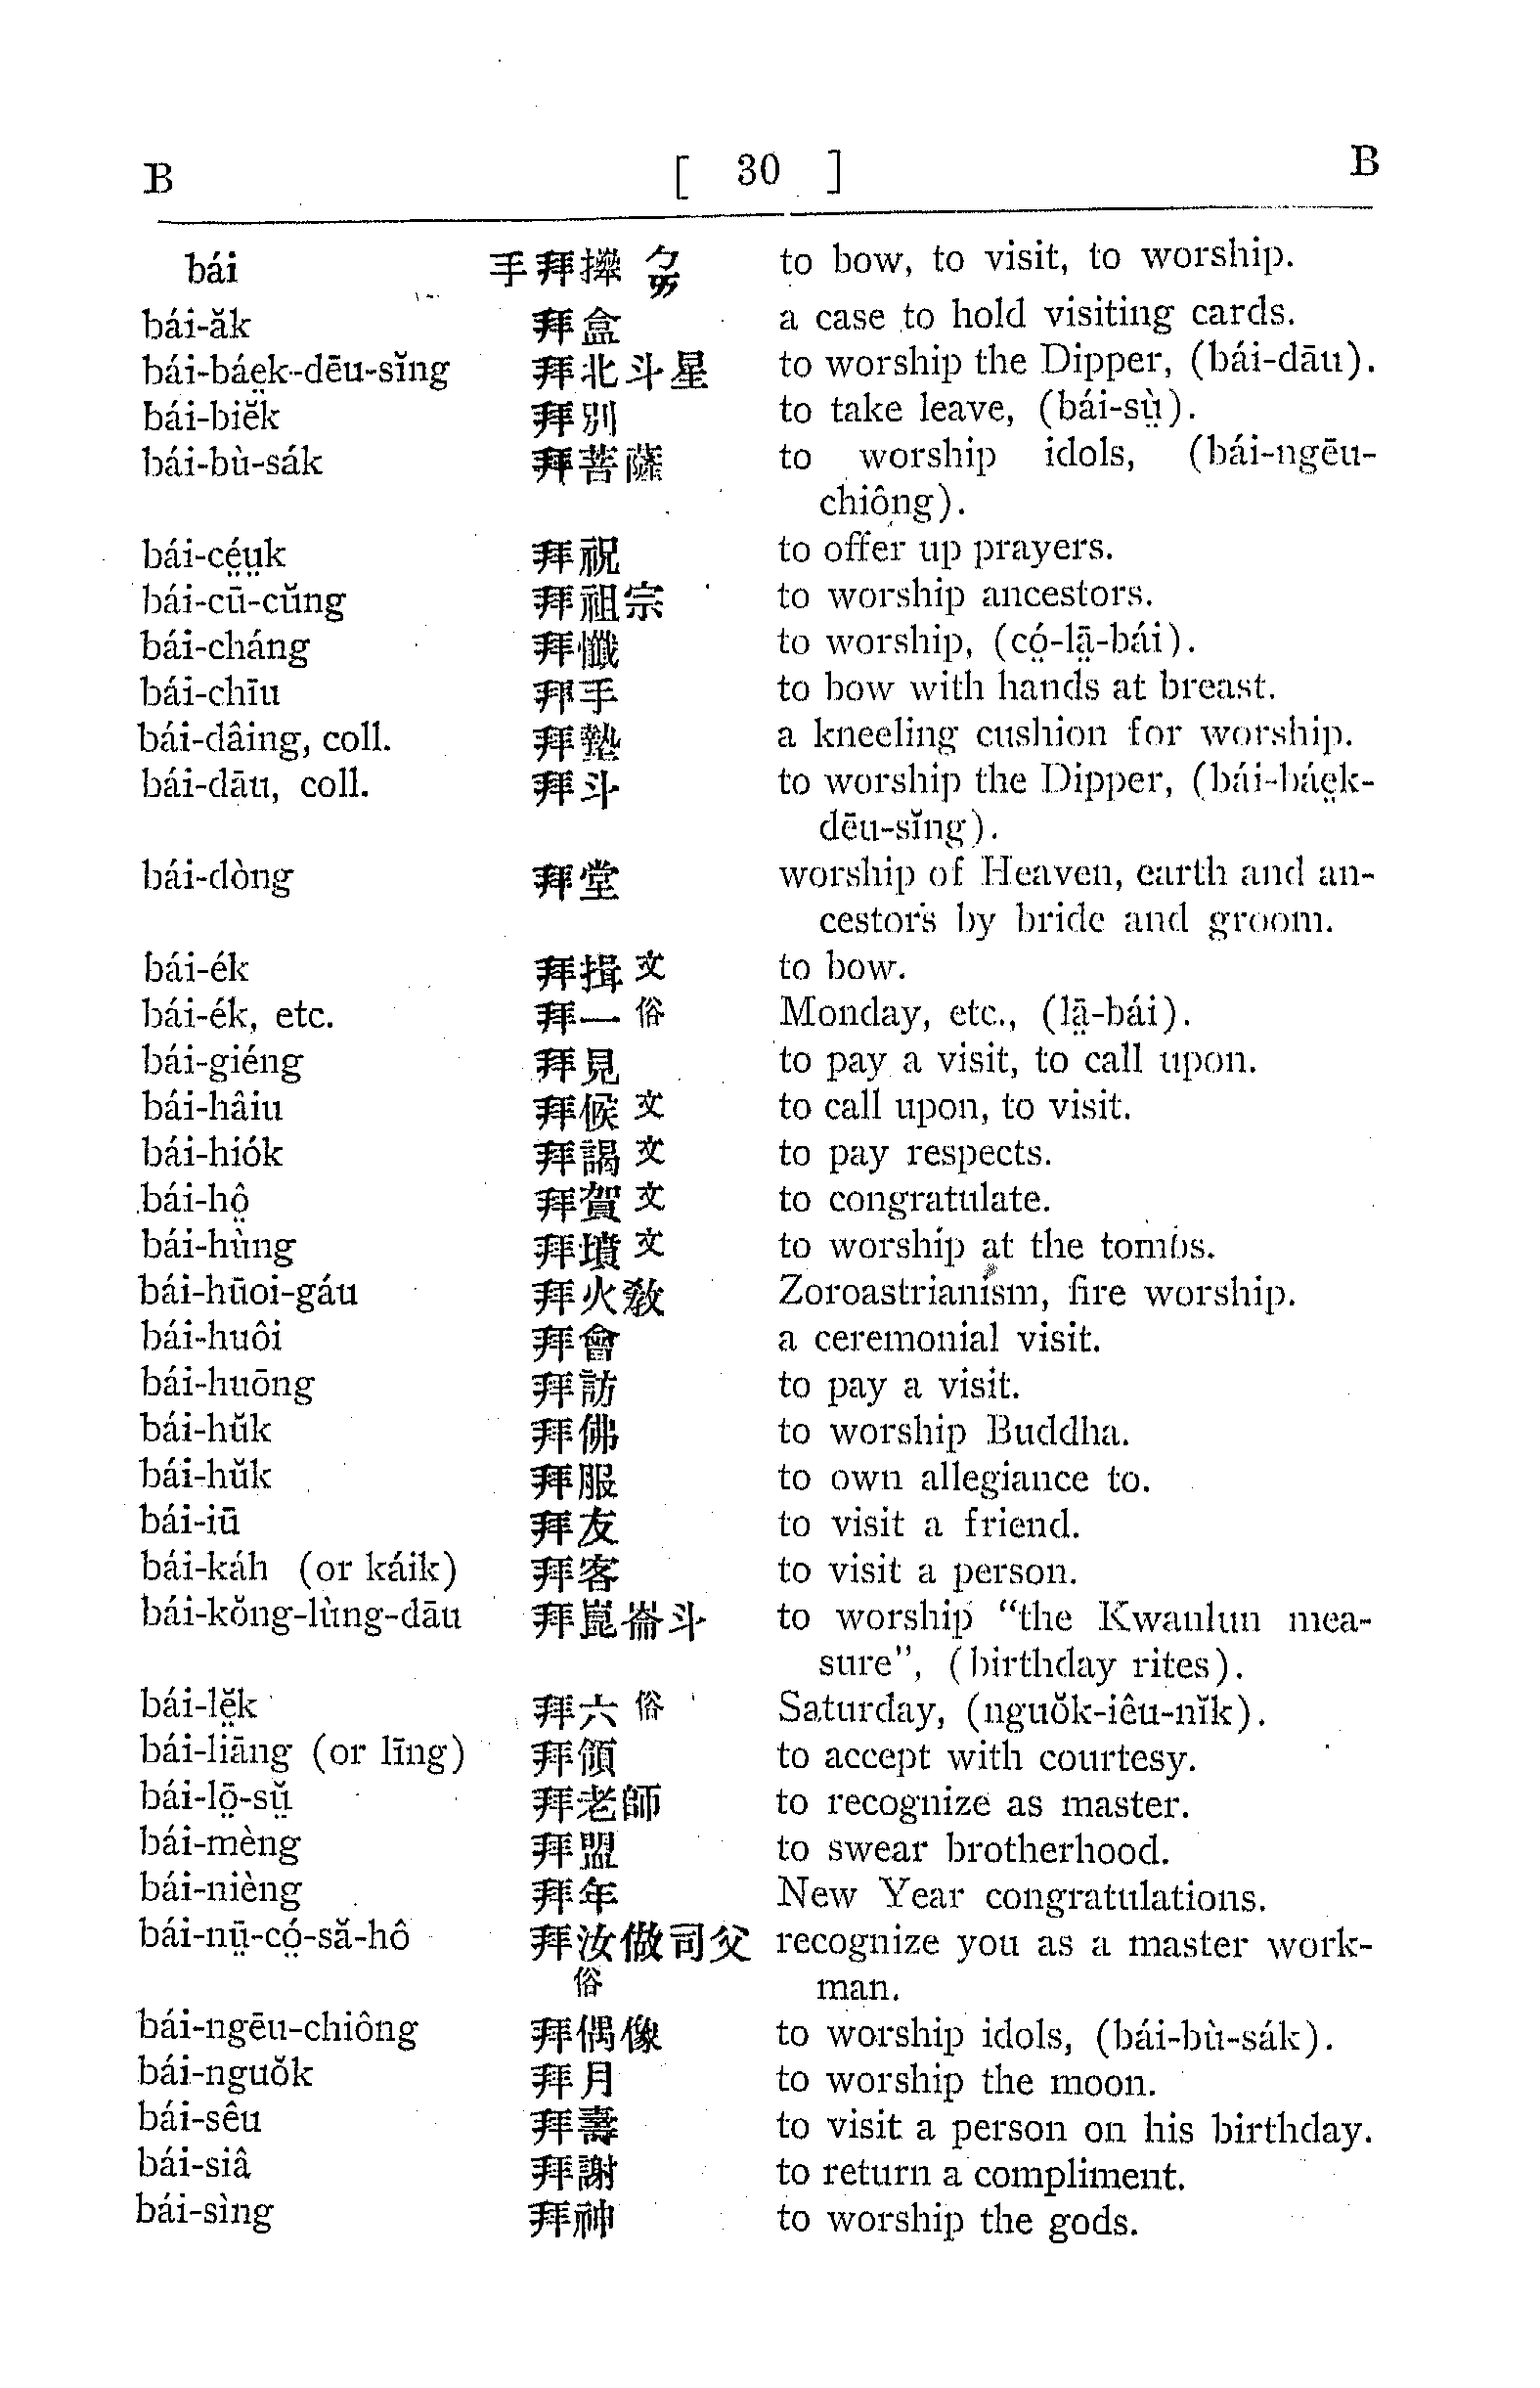 B [ 30 ] B
bái 手 拜 㩧 ㄅㄞ to bow, to visit, to worship.
bái-ăk 拜盒 a case to hold visiting cards.
bái-báe̤k-dēu-sĭng 拜北斗星 to worship the Dipper, (bái-dāu).
bái-biĕk 拜別 to take leave, (bái-sṳ̀).
bái-bù-sák 拜菩薩 to worship idols, (bái-ngēu-
chiông).
bái-cé̤ṳk 拜祝 to offer up prayers.
bái-cū-cŭng 拜祖宗 to worship ancestors.
bái-cháng 拜懺 to worship, (có̤-lā̤-bái).
bái-chīu 拜手 to bow with hands at breast.
bái-dâing, coll. 拜墊 a kneeling cushion for worship.
bái-dāu, coll. 拜斗 to worship the Dipper, (bái-báe̤k-
dēu-sĭng).
bái-dòng 拜堂 worship of Heaven, earth and an-
cestors by bride and groom.
bái-ék 拜揖 文 to bow.
bái-ék, etc. 拜一 俗 Monday, etc., (lā̤-bái).
bái-giéng 拜見 to pay a visit, to call upon.
bái-hâiu 拜候 文 to call upon, to visit.
bái-hiók 拜謁 文 to pay respects.
bái-hô̤ 拜賀 文 to congratulate.
bái-hùng 拜墳 文 to worship at the tombs.
bái-hūoi-gáu 拜火敎 Zoroastrianism, fire worship.
bái-huôi 拜會 a ceremonial visit.
bái-huōng 拜訪 to pay a visit.
bái-hŭk 拜佛 to worship Buddha.
bái-hŭk 拜服 to own allegiance to.
bái-iū 拜友 to visit a friend.
bái-káh (or káik) 拜客 to visit a person.
bái-kŏng-lùng-dāu 拜崑崙斗 to worship "the Kwanlun mea-
sure", (birthday rites).
bái-lĕ̤k 拜六 俗 Saturday, (nguŏk-iêu-nĭk).
bái-liāng (or līng) 拜領 to accept with courtesy.
bái-lō̤-sṳ̆ 拜老師 to recognize as master.
bái-mèng 拜盟 to swear brotherhood.
bái-nièng 拜年 New Year congratulations.
bái-nṳ̄-có̤-să-hô 拜汝做司父 recognize you as a master work-
俗 man.
bái-ngēu-chiông 拜偶像 to worship idols, (bái-bù-sák).
bái-nguŏk 拜月 to worship the moon.
bái-sêu 拜壽 to visit a person on his birthday.
bái-siâ 拜謝 to return a compliment.
bái-sìng 拜神 to worship the gods.